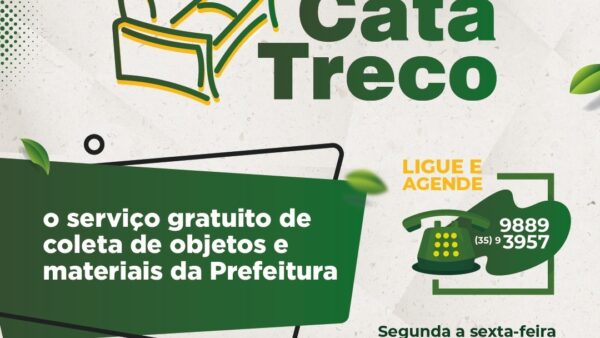 Cata
Treco
LIGUE E
AGENDE
o serviço gratuito de
coleta de objetos e
materiais da Prefeitura
9889
(35) 9 3957
Segunda a sexta-feira